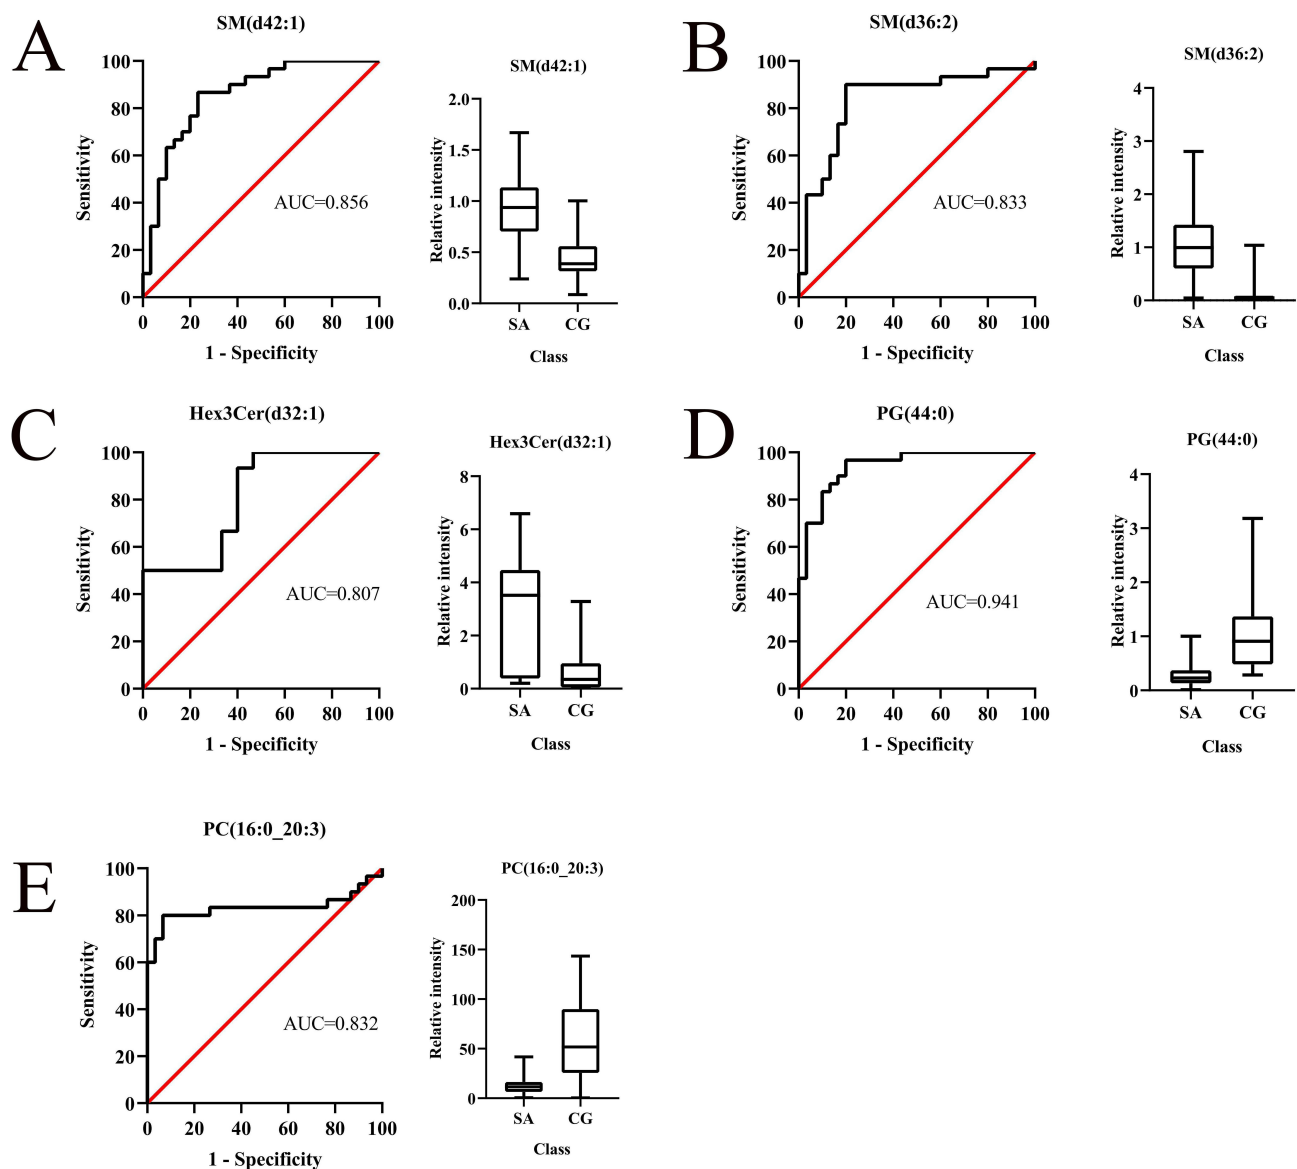 A
SM(d42:1)
100
80
60
40
20
0
Sensitivity
AUC=0.856
0 20 40 60 80 100
1 - Specificity
SM(d42:1)
2.0
1.5
1.0
0.5
0.0
Relative intensity
SA CG
Class
B
SM(d36:2)
100
80
60
40
20
0
Sensitivity
AUC=0.833
0 20 40 60 80 100
1 - Specificity
SM(d36:2)
4
3
2
1
0
Relative intensity
SA CG
Class
C
Hex3Cer(d32:1)
100
80
60
40
20
0
Sensitivity
AUC=0.807
0 20 40 60 80 100
1 - Specificity
Hex3Cer(d32:1)
8
6
4
2
0
Relative intensity
SA CG
Class
D
PG(44:0)
100
80
60
40
20
0
Sensitivity
AUC=0.941
0 20 40 60 80 100
1 - Specificity
PG(44:0)
4
3
2
1
0
Relative intensity
SA CG
Class
E
PC(16:0_20:3)
100
80
60
40
20
0
Sensitivity
AUC=0.832
0 20 40 60 80 100
1 - Specificity
PC(16:0_20:3)
200
150
100
50
0
Relative intensity
SA CG
Class